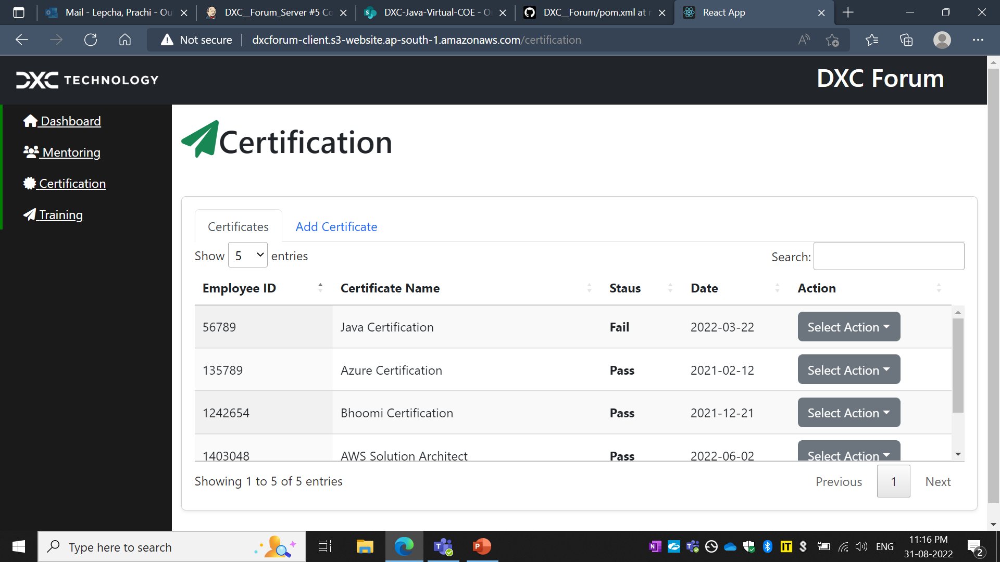 Mail - Lepcha, Prachi - Ou
DXC__Forum_Server #5 Co
DXC-Java-Virtual-COE - O
DXC__Forum/pom.xml at
React App
Not secure
dxcforum-client.s3-website.ap-south-1.amazonaws.com/certification
DXC TECHNOLOGY
DXC Forum
Dashboard
Mentoring
Certification
Training
Certification
Certificates
Add Certificate
Show 5 entries
Search:
Employee ID Certificate Name Staus Date Action
56789 Java Certification Fail 2022-03-22 Select Action
135789 Azure Certification Pass 2021-02-12 Select Action
1242654 Bhoomi Certification Pass 2021-12-21 Select Action
1403048 AWS Solution Architect Pass 2022-06-02 Select Action
Showing 1 to 5 of 5 entries
Previous 1 Next
Type here to search
ENG
11:16 PM
31-08-2022
2